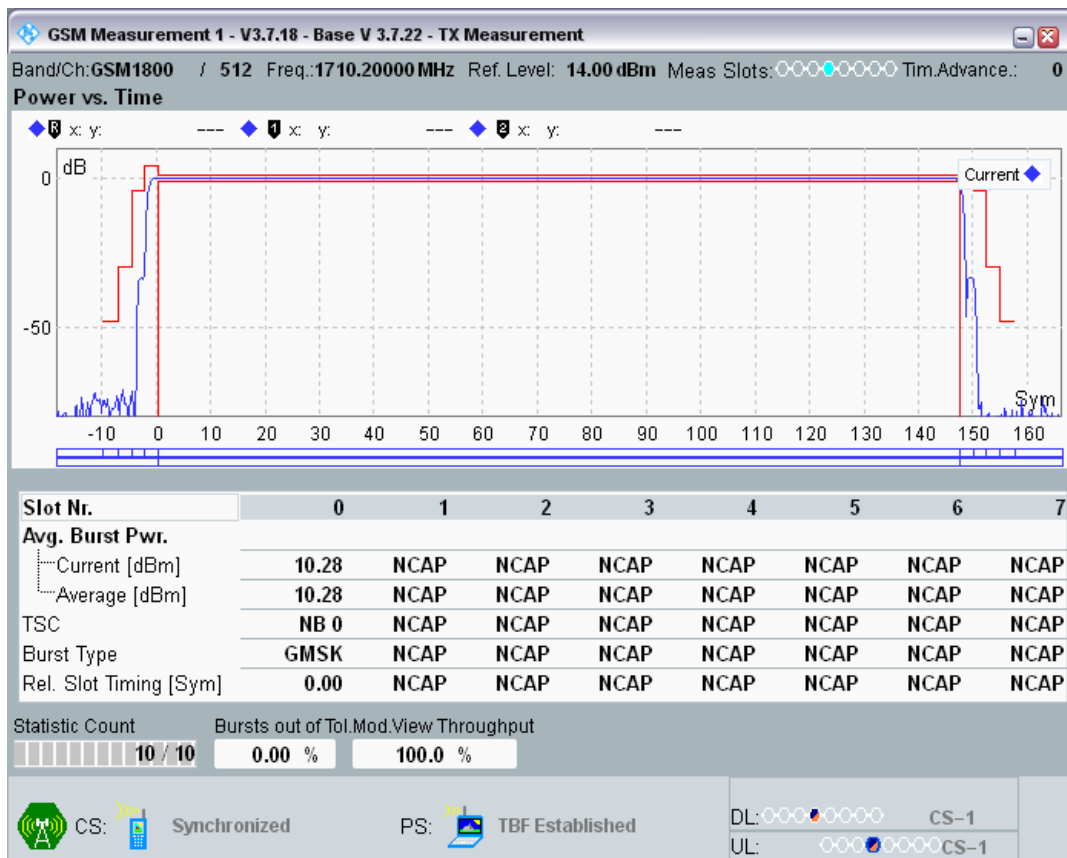 GSM Measurement 1 - V3.7.18 - Base V 3.7.22 - TX Measurement
Band/Ch:GSM1800 / 512 Freq.:1710.20000 MHz Ref. Level: 14.00 dBm Meas Slots: Tim.Advance.: 0
Power vs. Time
R x: y: --- 1 x: y: --- 2 x: y: ---
dB
Current
0
-50
Sym
-10 0 10 20 30 40 50 60 70 80 90 100 110 120 130 140 150 160
Slot Nr. 0 1 2 3 4 5 6 7
Avg. Burst Pwr.
Current [dBm] 10.28 NCAP NCAP NCAP NCAP NCAP NCAP NCAP
Average [dBm] 10.28 NCAP NCAP NCAP NCAP NCAP NCAP NCAP
TSC NB 0 NCAP NCAP NCAP NCAP NCAP NCAP NCAP
Burst Type GMSK NCAP NCAP NCAP NCAP NCAP NCAP NCAP
Rel. Slot Timing [Sym] 0.00 NCAP NCAP NCAP NCAP NCAP NCAP NCAP
Statistic Count Bursts out of Tol.Mod.View Throughput
10 / 10 0.00 % 100.0 %
CS: Synchronized PS: TBF Established DL: CS-1
UL: CS-1